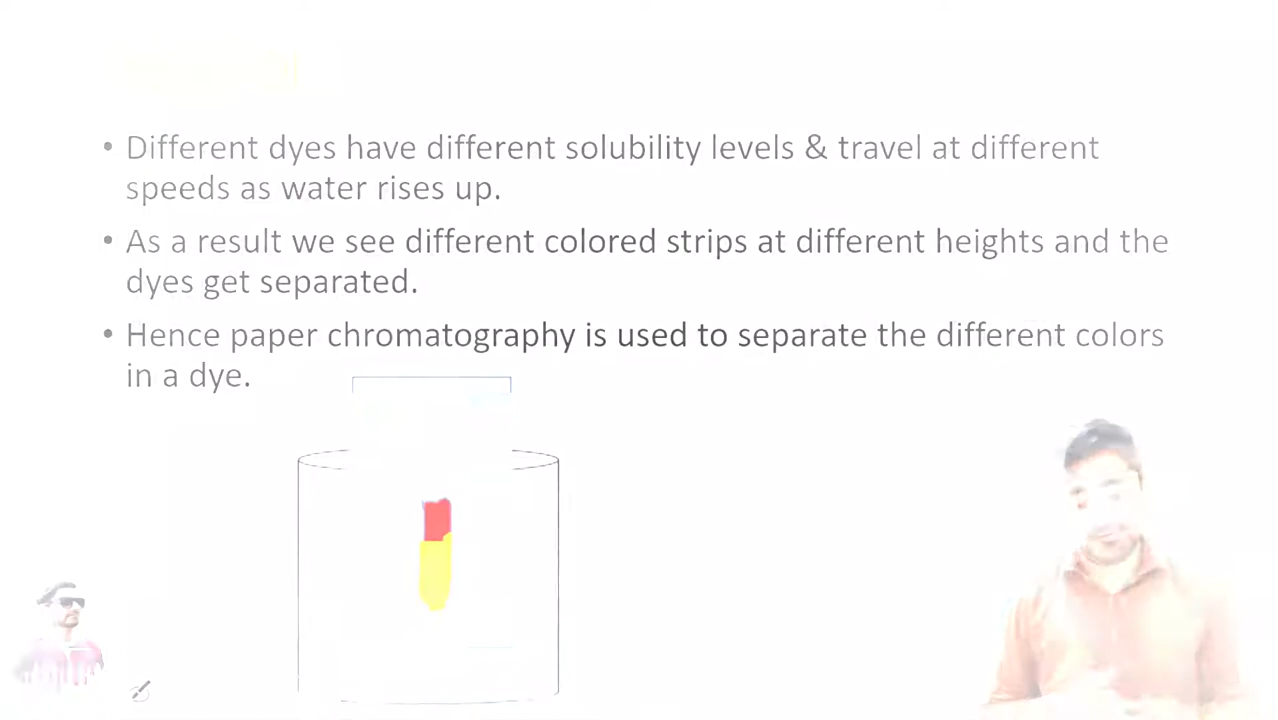 • Different dyes have different solubility levels & travel at different
speeds as water rises up.
• As a result we see different colored strips at different heights and the
dyes get separated.
• Hence paper chromatography is used to separate the different colors
in a dye.